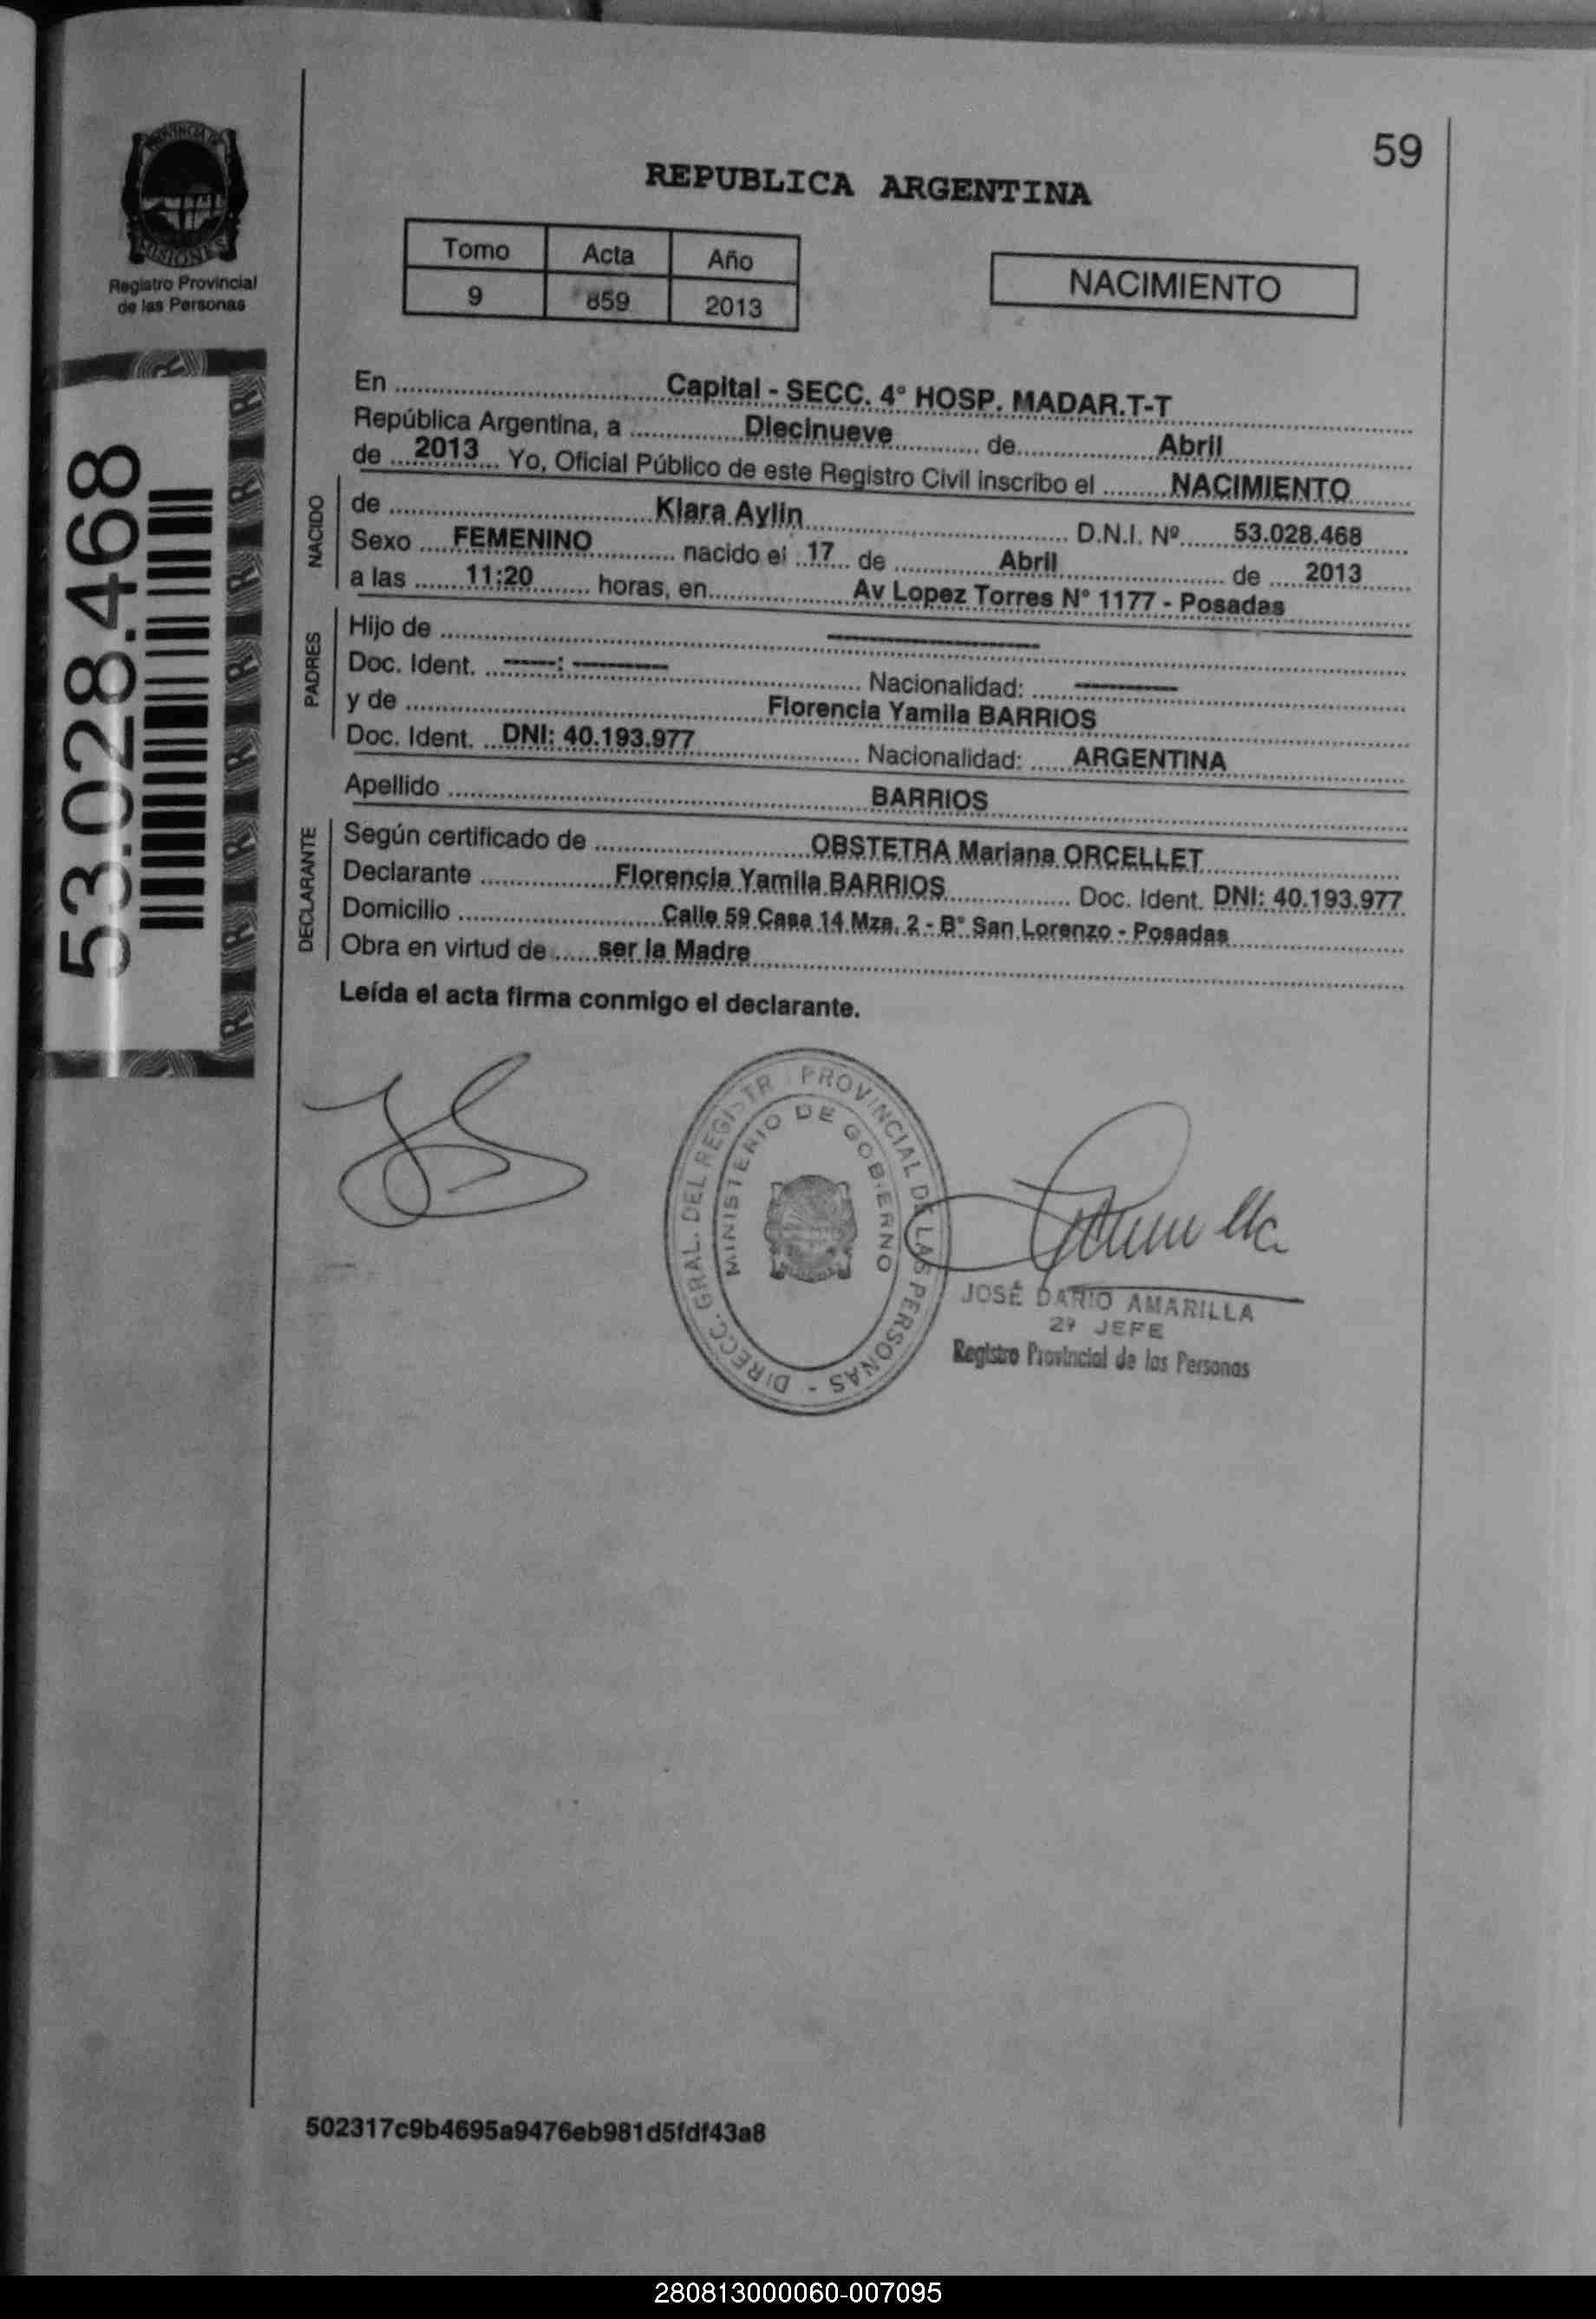 59
PROVINCIA DE
MISIONES
Registro Provincial
de las Personas
REPUBLICA ARGENTINA
Tomo Acta Año
9 859 2013
NACIMIENTO
53.028.468
En Capital - SECC. 4° HOSP. MADAR.T-T
República Argentina, a Diecinueve de Abril
de 2013 Yo, Oficial Público de este Registro Civil inscribo el NACIMIENTO
NACIDO
de Kiara Aylin D.N.I. Nº 53.028.468
Sexo FEMENINO nacido el 17 de Abril de 2013
a las 11:20 horas, en Av Lopez Torres N° 1177 - Posadas
PADRES
Hijo de ----------
Doc. Ident. -----: --------- Nacionalidad: ----------
y de Florencia Yamila BARRIOS
Doc. Ident. DNI: 40.193.977 Nacionalidad: ARGENTINA
Apellido BARRIOS
DECLARANTE
Según certificado de OBSTETRA Mariana ORCELLET
Declarante Florencia Yamila BARRIOS Doc. Ident. DNI: 40.193.977
Domicilio Calle 59 Casa 14 Mza. 2 - B° San Lorenzo - Posadas
Obra en virtud de ser la Madre
Leída el acta firma conmigo el declarante.
DIRECC. GRAL. DEL REGISTR PROVINCIAL DE LAS PERSONAS -
MINISTERIO DE GOBIERNO
JOSÉ DARIO AMARILLA
2º JEFE
Registro Provincial de las Personas
502317c9b4695a9476eb981d5fdf43a8
280813000060-007095